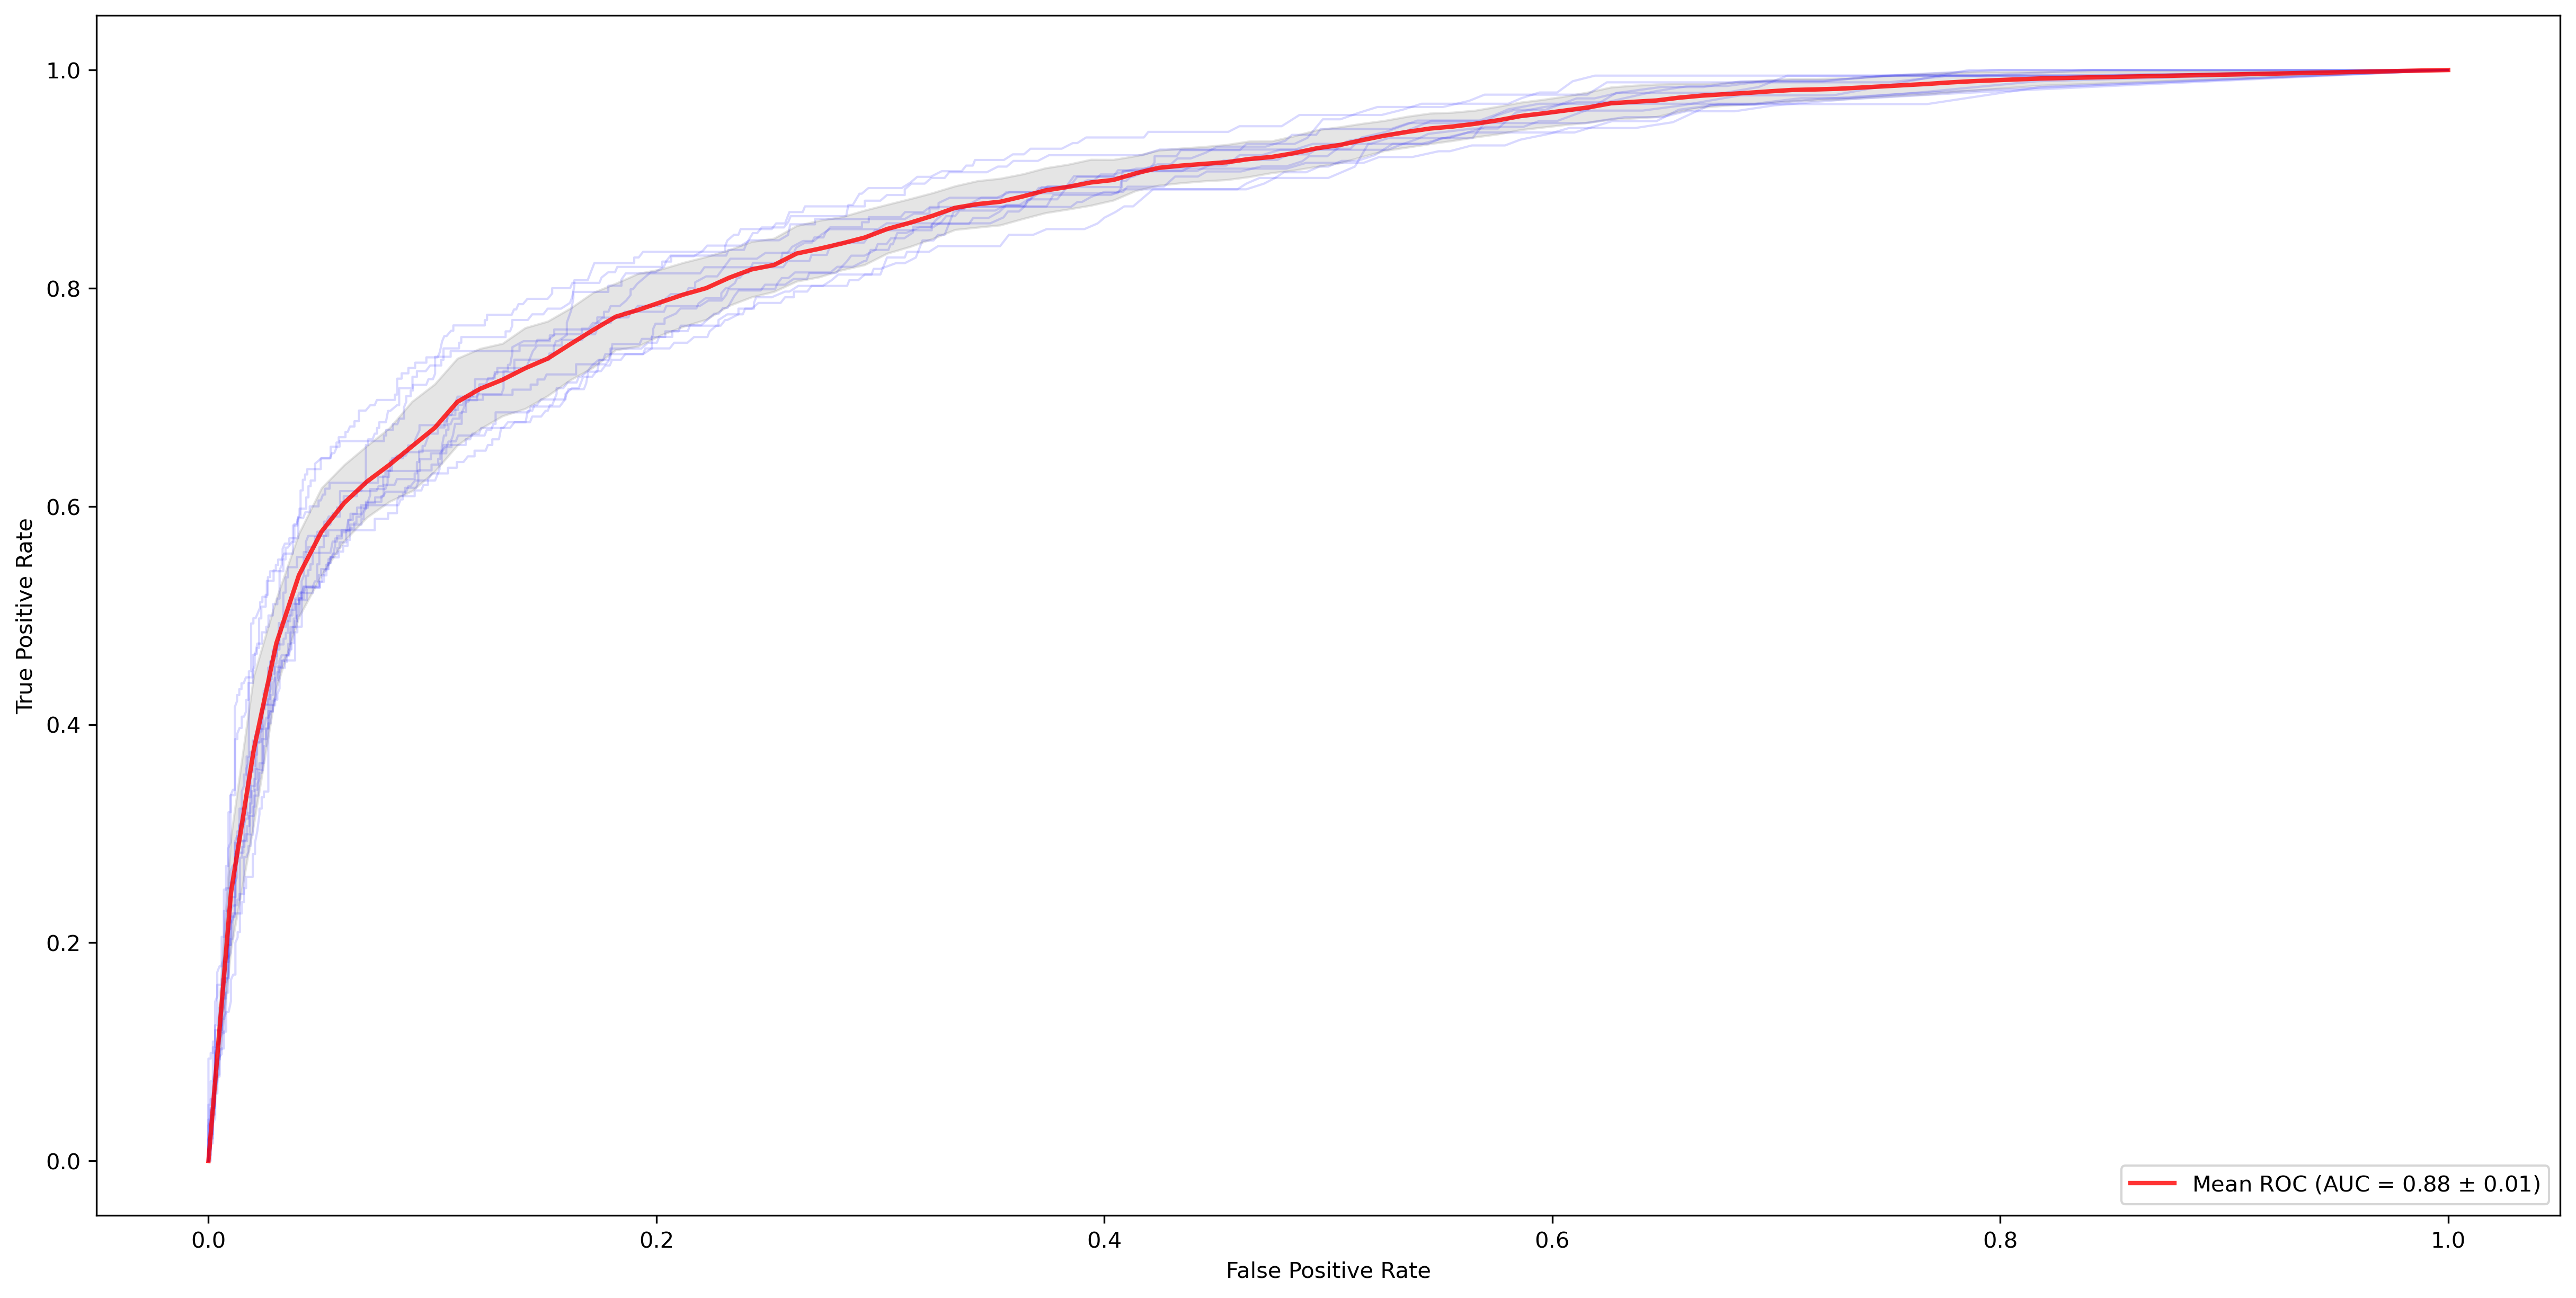 1.0
0.8
0.6
0.4
0.2
0.0
True Positive Rate
Mean ROC (AUC = 0.88 ± 0.01)
0.0 0.2 0.4 0.6 0.8 1.0
False Positive Rate